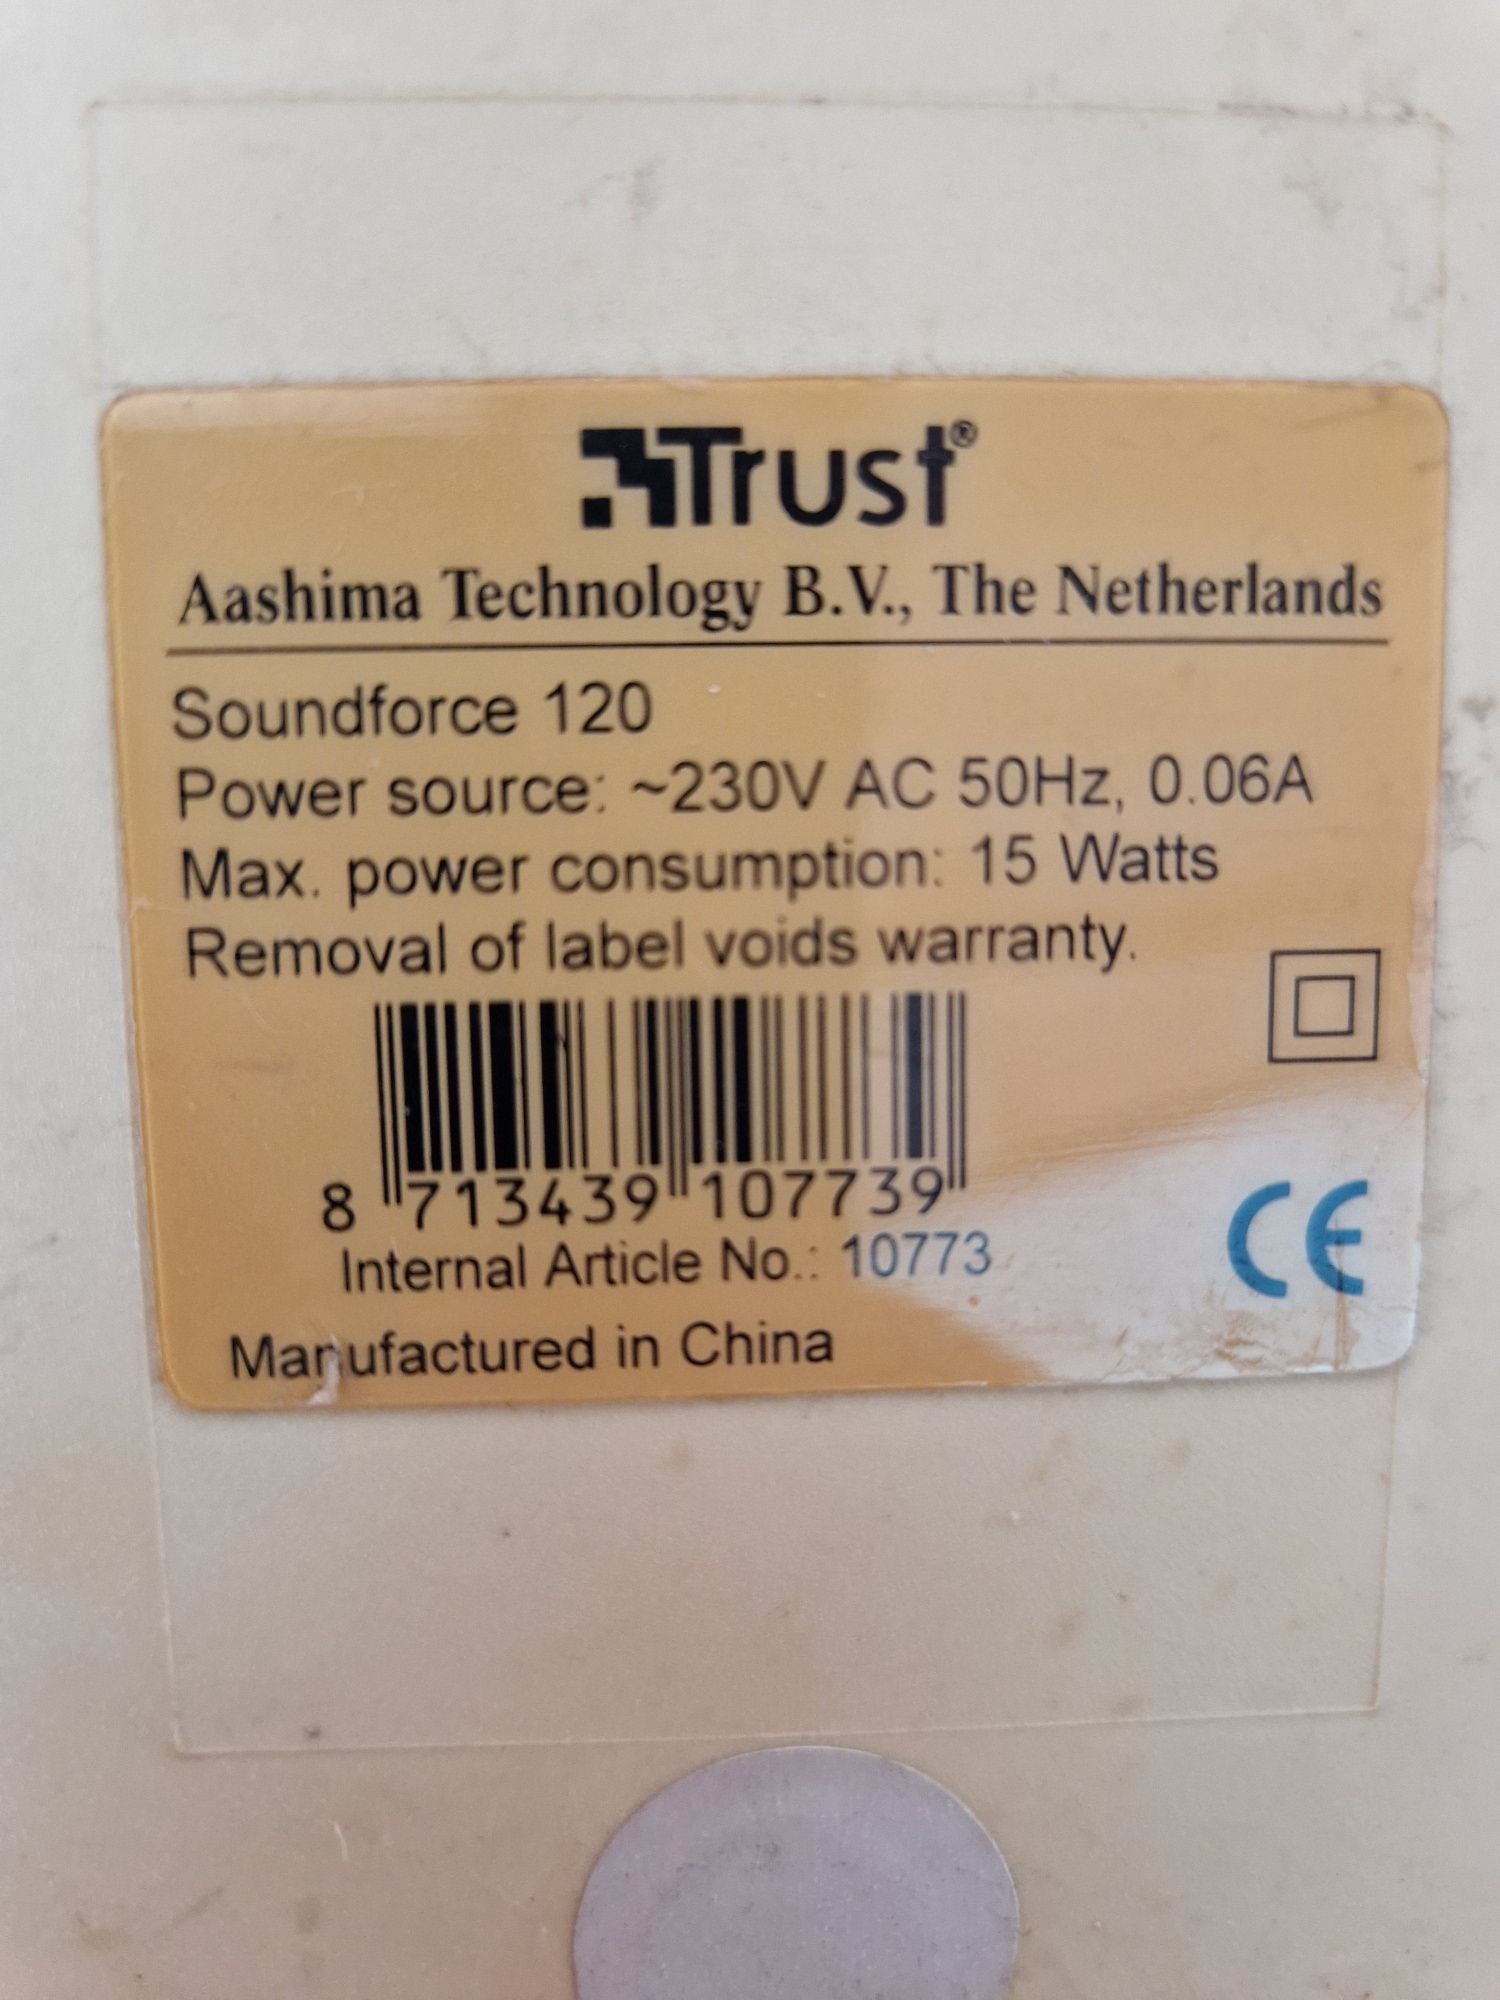 Trust®
Aashima Technology B.V., The Netherlands
Soundforce 120
Power source: ~230V AC 50Hz, 0.06A
Max. power consumption: 15 Watts
Removal of label voids warranty.
8 713439 107739
Internal Article No.: 10773
CE
Manufactured in China